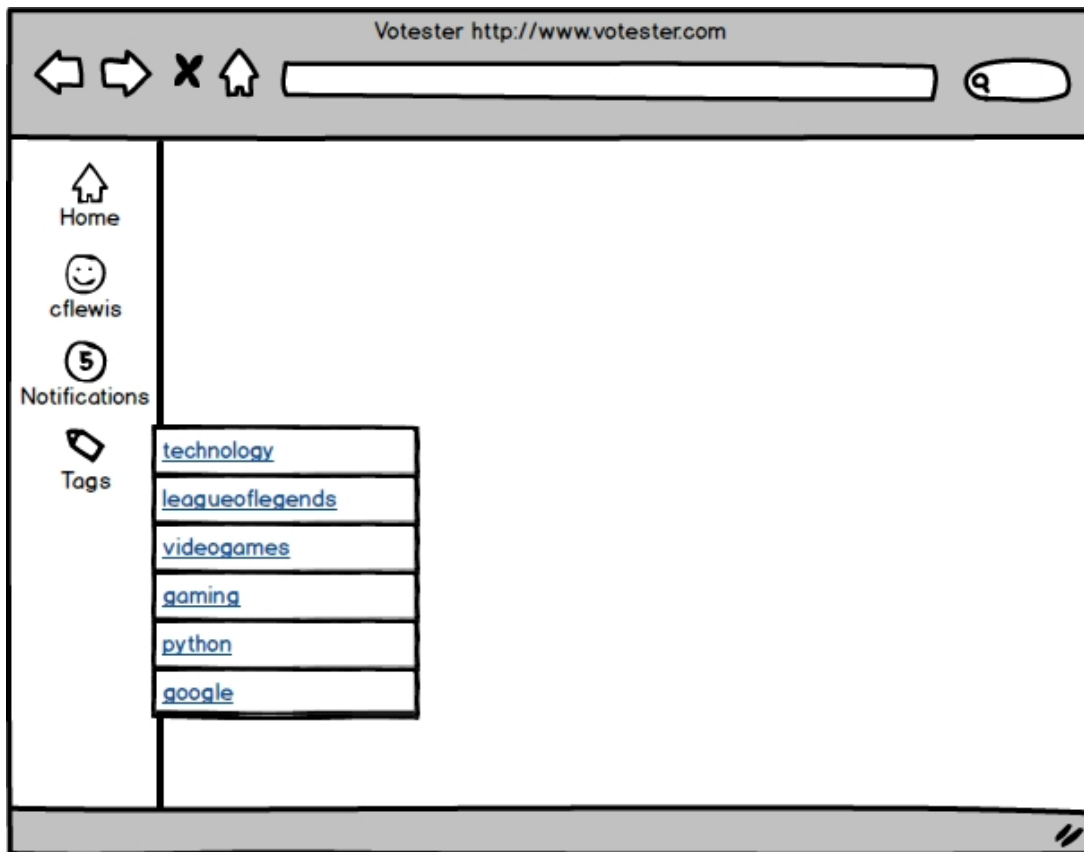 Votester http://www.votester.com
Home
cflewis
5
Notifications
Tags
technology
leagueoflegends
videogames
gaming
python
google